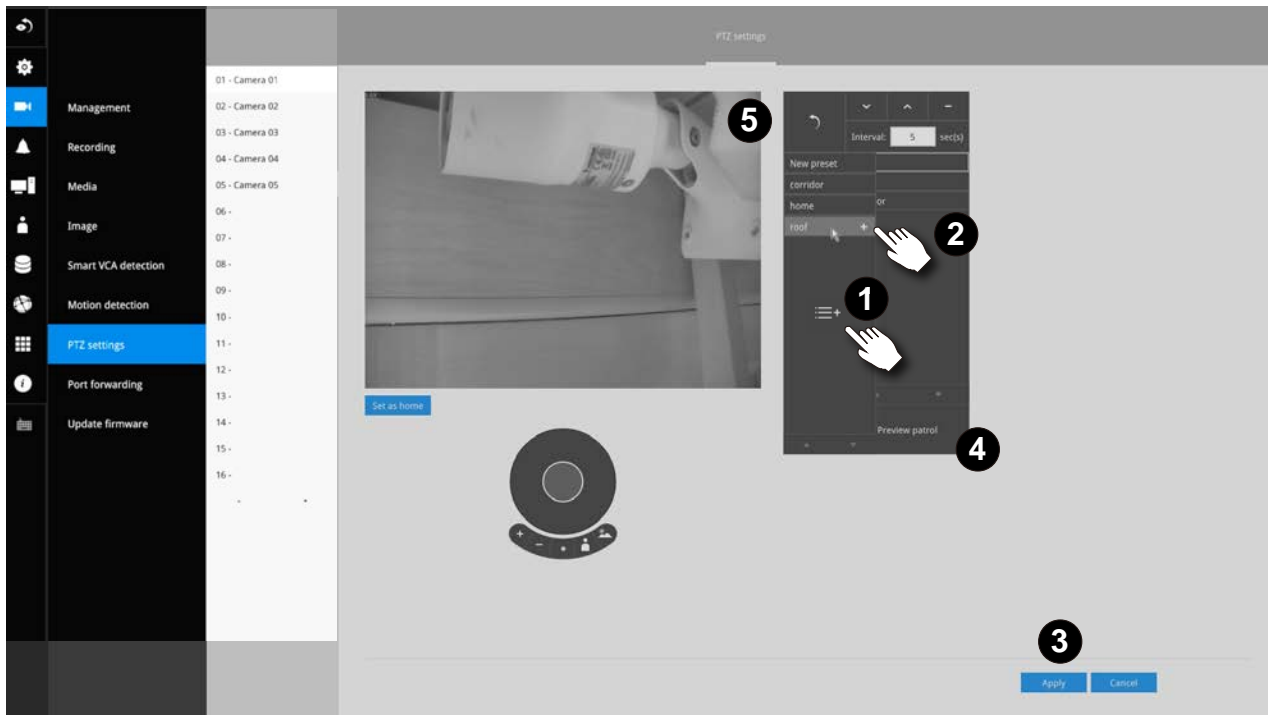 PTZ settings
Management
Recording
Media
Image
Smart VCA detection
Motion detection
PTZ settings
Port forwarding
Update firmware
01 - Camera 01
02 - Camera 02
03 - Camera 03
04 - Camera 04
05 - Camera 05
06 -
07 -
08 -
09 -
10 -
11 -
12 -
13 -
14 -
15 -
16 -
5
Set as home
Interval: 5 sec(s)
New preset
corridor
home
or
roof +
2
1
Preview patrol
4
3
Apply
Cancel